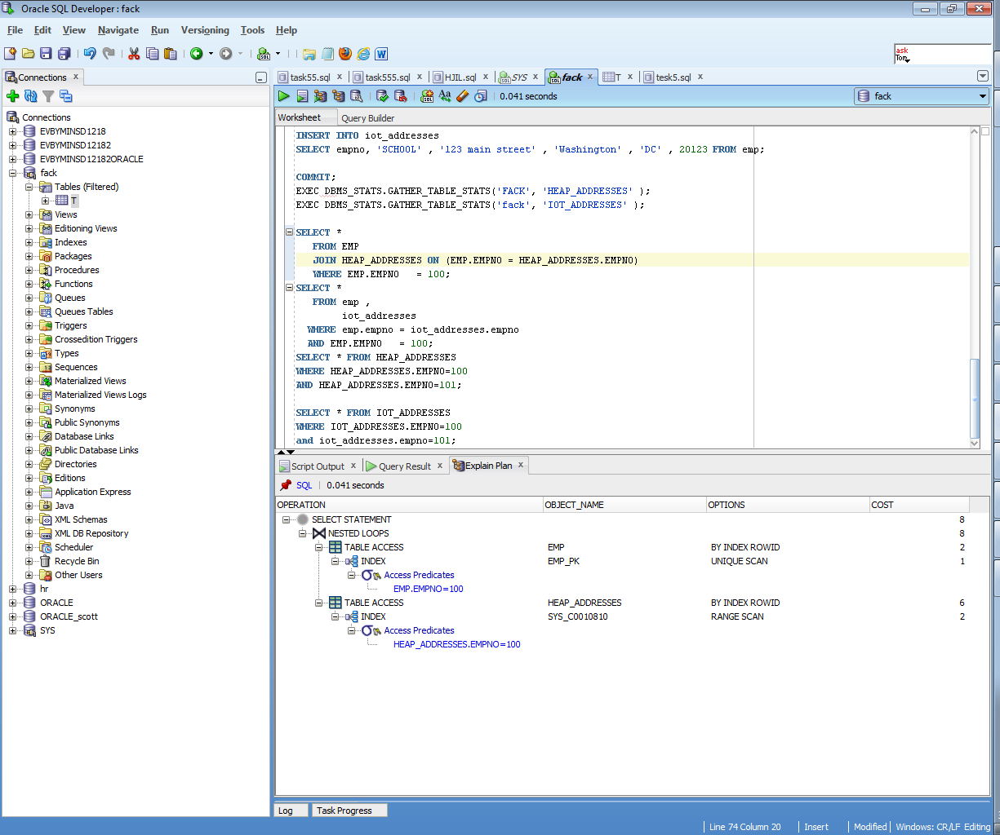 Oracle SQL Developer : fack
File Edit View Navigate Run Versioning Tools Help
ask
Tom
Connections
task55.sql
task555.sql
HJIL.sql
SYS
fack
T
tesk5.sql
0.041 seconds
fack
Worksheet
Query Builder
Connections
EVBYMINSD1218
EVBYMINSD12182
EVBYMINSD12182ORACLE
fack
Tables (Filtered)
T
Views
Editioning Views
Indexes
Packages
Procedures
Functions
Queues
Queues Tables
Triggers
Crossedition Triggers
Types
Sequences
Materialized Views
Materialized Views Logs
Synonyms
Public Synonyms
Database Links
Public Database Links
Directories
Editions
Application Express
Java
XML Schemas
XML DB Repository
Scheduler
Recycle Bin
Other Users
hr
ORACLE
ORACLE_scott
SYS
INSERT INTO iot_addresses
SELECT empno, 'SCHOOL' , '123 main street' , 'Washington' , 'DC' , 20123 FROM emp;
COMMIT;
EXEC DBMS_STATS.GATHER_TABLE_STATS('FACK', 'HEAP_ADDRESSES' );
EXEC DBMS_STATS.GATHER_TABLE_STATS('fack', 'IOT_ADDRESSES' );
SELECT *
FROM EMP
JOIN HEAP_ADDRESSES ON (EMP.EMPNO = HEAP_ADDRESSES.EMPNO)
WHERE EMP.EMPNO = 100;
SELECT *
FROM emp ,
iot_addresses
WHERE emp.empno = iot_addresses.empno
AND EMP.EMPNO = 100;
SELECT * FROM HEAP_ADDRESSES
WHERE HEAP_ADDRESSES.EMPNO=100
AND HEAP_ADDRESSES.EMPNO=101;
SELECT * FROM IOT_ADDRESSES
WHERE IOT_ADDRESSES.EMPNO=100
and iot_addresses.empno=101;
Script Output
Query Result
Explain Plan
SQL 0.041 seconds
OPERATION OBJECT_NAME OPTIONS COST
SELECT STATEMENT 8
NESTED LOOPS 8
TABLE ACCESS EMP BY INDEX ROWID 2
INDEX EMP_PK UNIQUE SCAN 1
Access Predicates
EMP.EMPNO=100
TABLE ACCESS HEAP_ADDRESSES BY INDEX ROWID 6
INDEX SYS_C0010810 RANGE SCAN 2
Access Predicates
HEAP_ADDRESSES.EMPNO=100
Log
Task Progress
Line 74 Column 20 Insert Modified Windows: CR/LF Editing